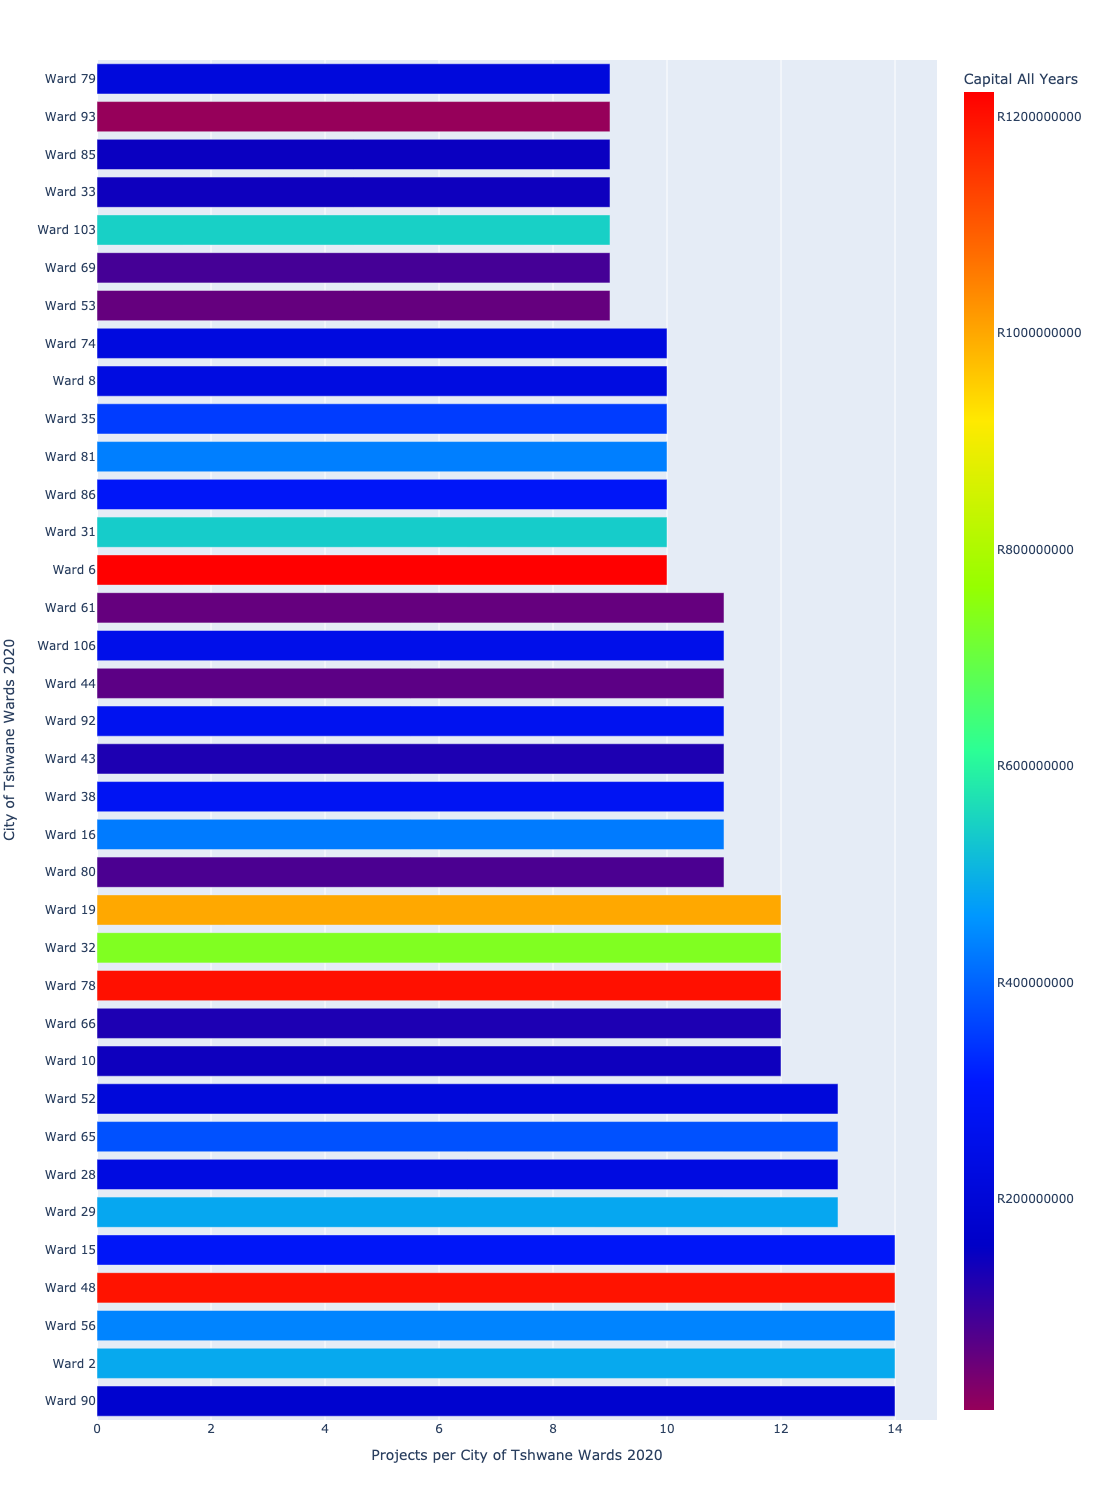 Ward 79
Ward 93
Ward 85
Ward 33
Ward 103
Ward 69
Ward 53
Ward 74
Ward 8
Ward 35
Ward 81
Ward 86
Ward 31
Ward 6
Ward 61
Ward 106
Ward 44
Ward 92
Ward 43
Ward 38
Ward 16
Ward 80
Ward 19
Ward 32
Ward 78
Ward 66
Ward 10
Ward 52
Ward 65
Ward 28
Ward 29
Ward 15
Ward 48
Ward 56
Ward 2
Ward 90
City of Tshwane Wards 2020
0 2 4 6 8 10 12 14
Projects per City of Tshwane Wards 2020
Capital All Years
R1200000000
R1000000000
R800000000
R600000000
R400000000
R200000000